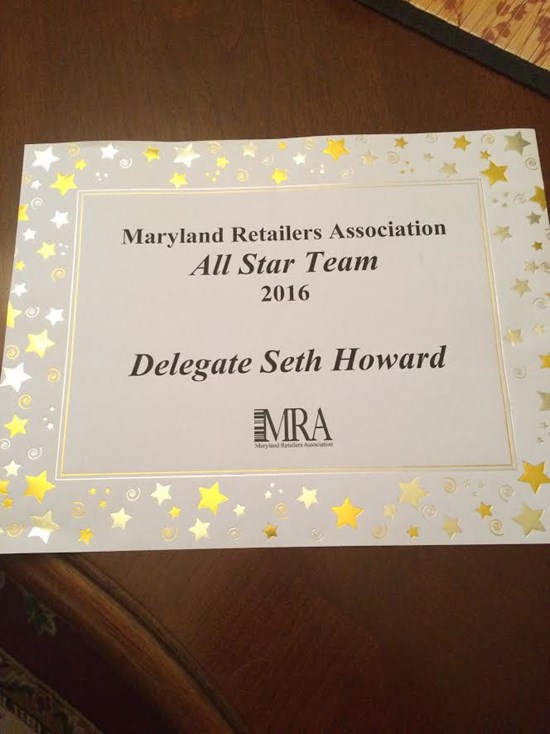 Maryland Retailers Association
All Star Team
2016
Delegate Seth Howard
MRA
Maryland Retailers Association